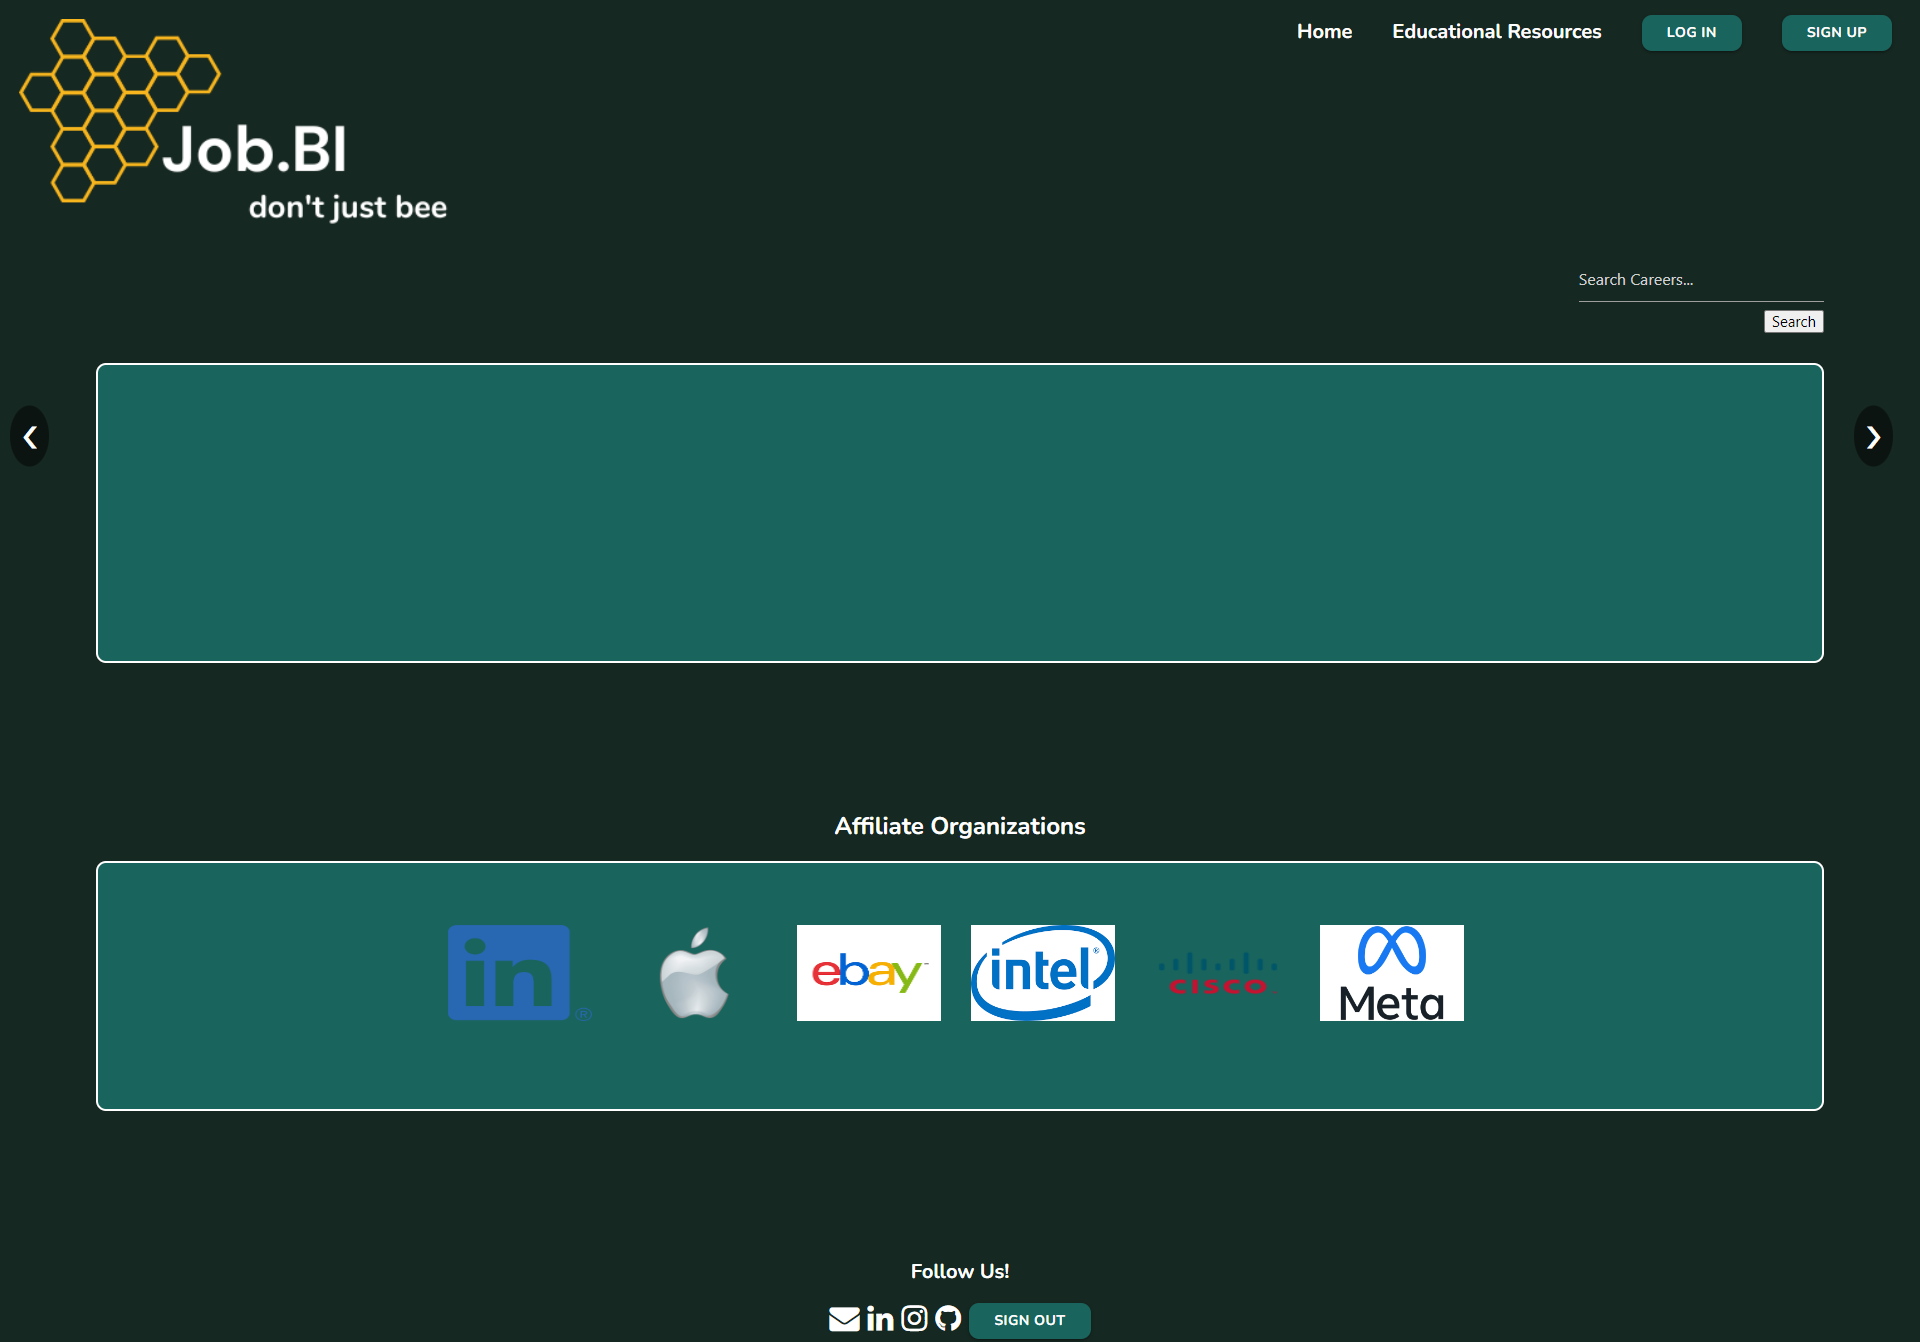 Home Educational Resources LOG IN SIGN UP
Job.BI
don't just bee
Search Careers...
Search
❮ ❯
Affiliate Organizations
in ®
ebay™
intel®
CISCO
Meta
Follow Us!
in SIGN OUT